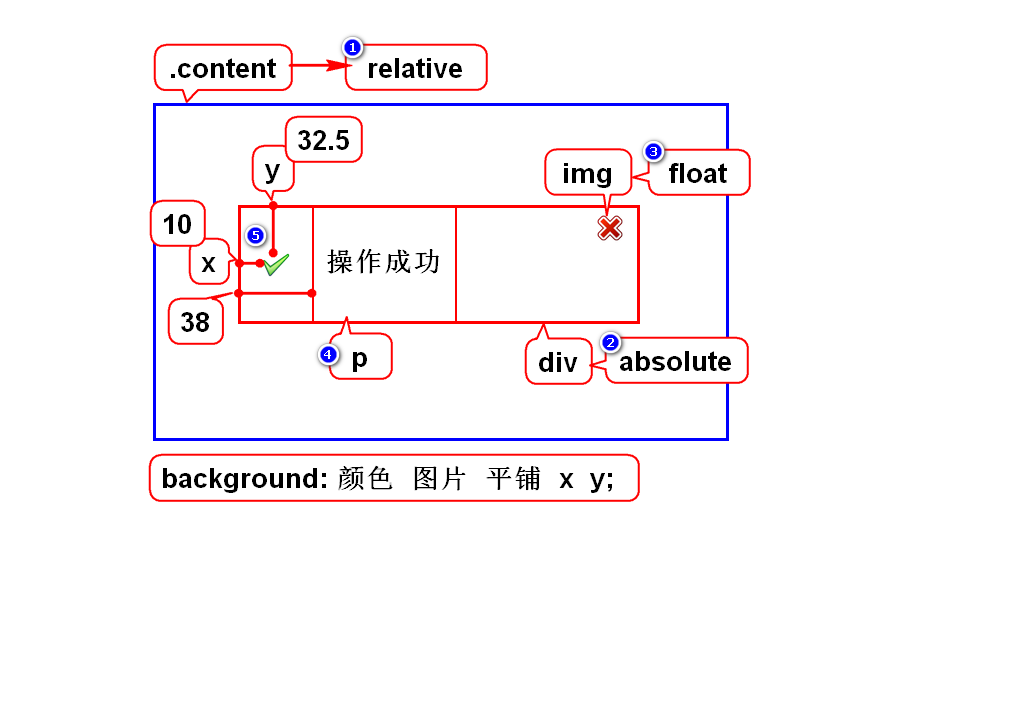 1
.content
relative
32.5
y
3
img
float
10
5
x
操作成功
38
4
p
2
div
absolute
background: 颜色 图片 平铺 x y;